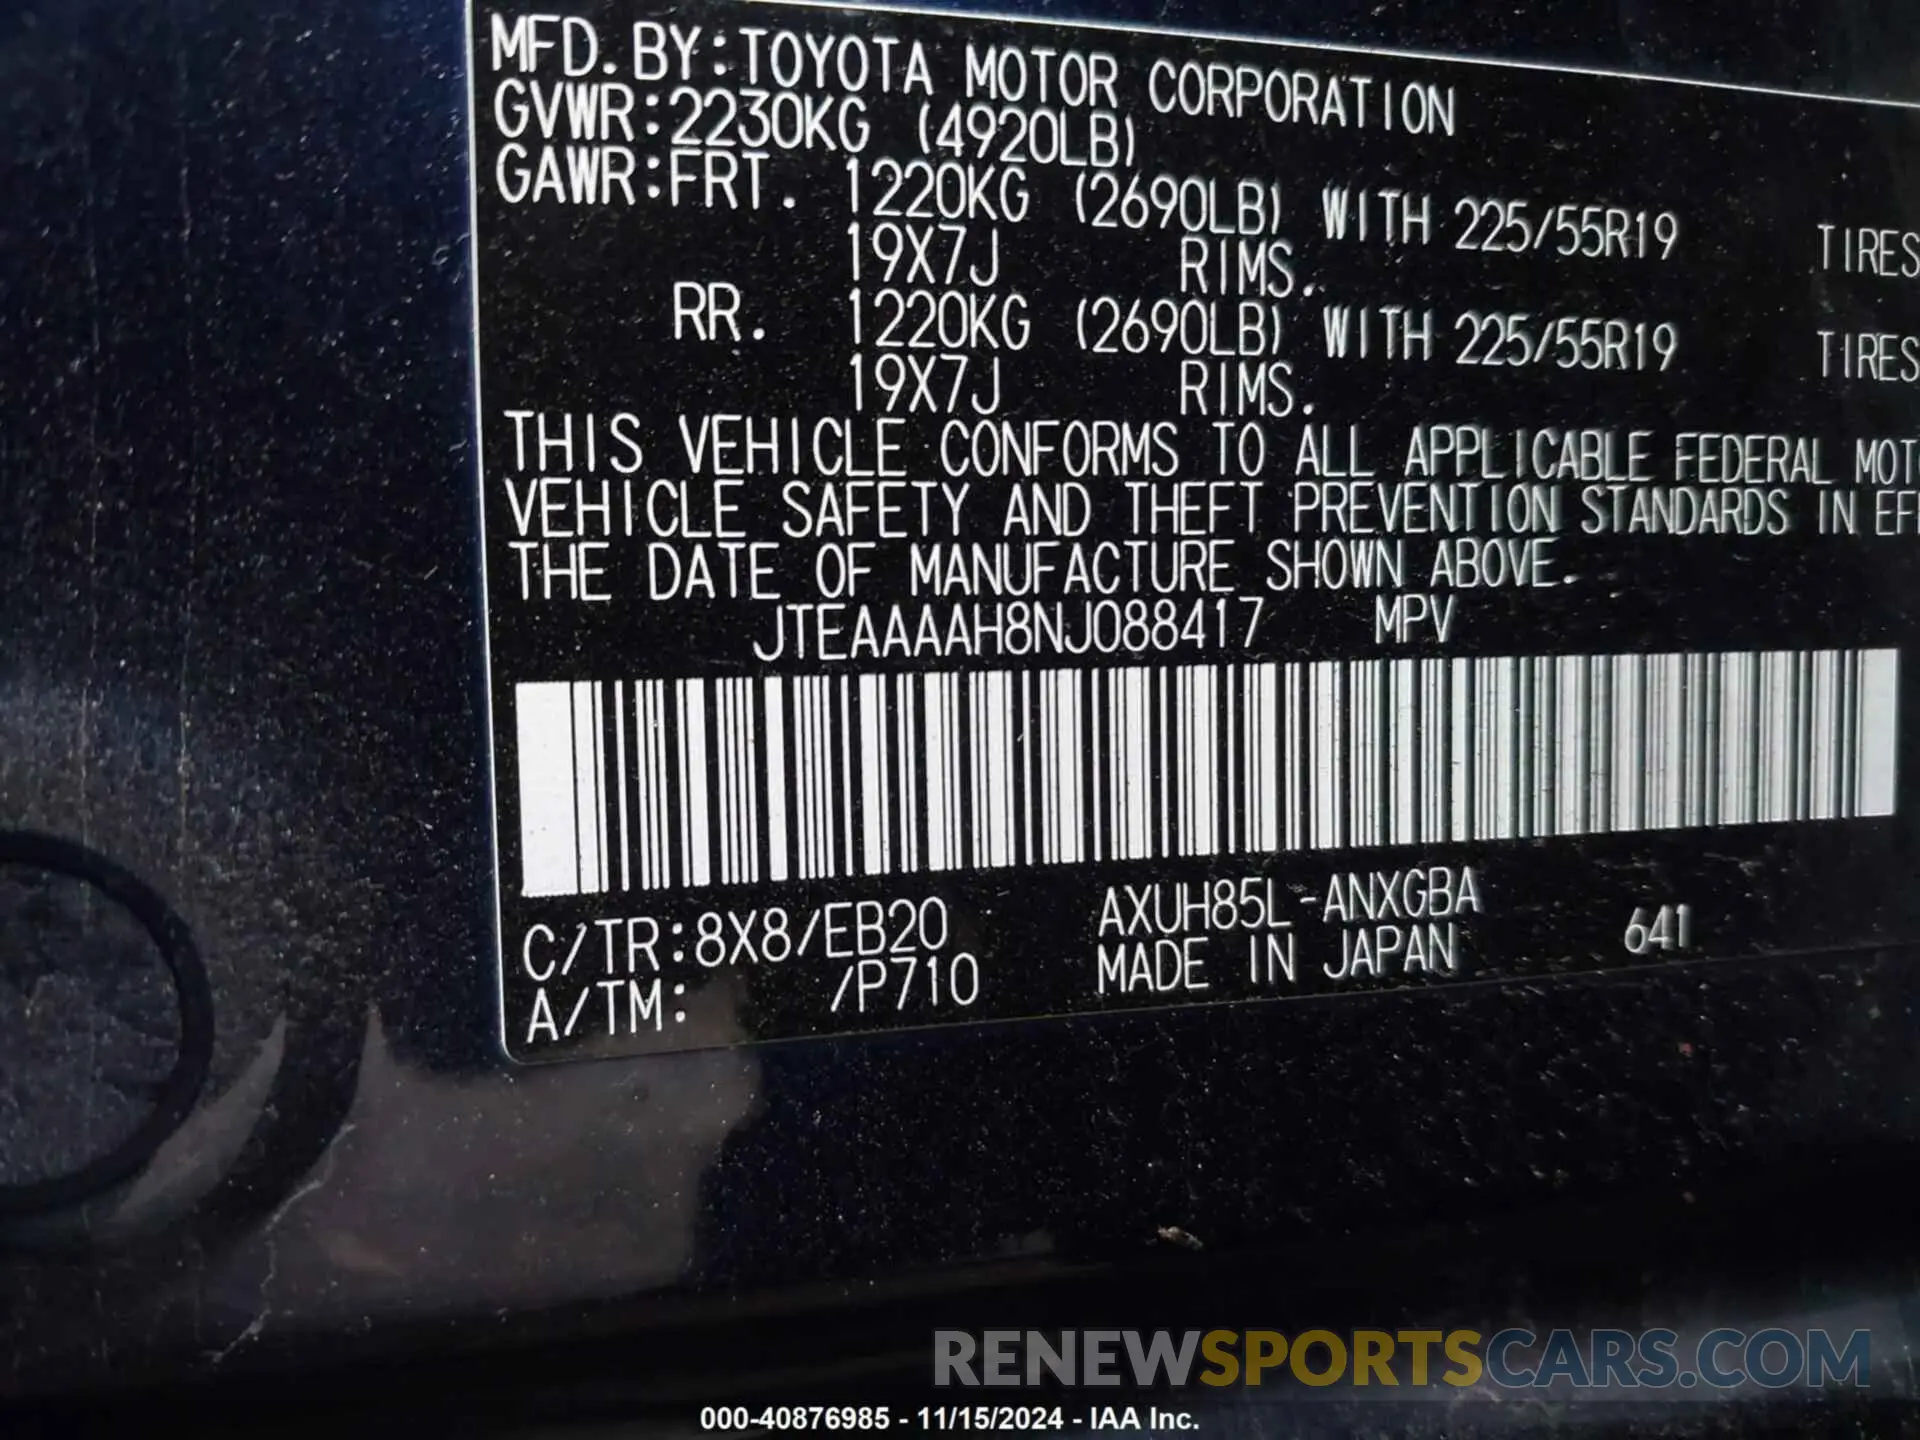 MFD. BY: TOYOTA MOTOR CORPORATION
GVWR: 2230KG (4920LB)
GAWR: FRT. 1220KG (2690LB) WITH 225/55R19 TIRES
19X7J RIMS.
RR. 1220KG (2690LB) WITH 225/55R19 TIRES
19X7J RIMS.
THIS VEHICLE CONFORMS TO ALL APPLICABLE FEDERAL MOT
VEHICLE SAFETY AND THEFT PREVENTION STANDARDS IN EF
THE DATE OF MANUFACTURE SHOWN ABOVE.
JTEAAAAH8NJ088417 MPV
C/TR: 8X8/EB20 AXUH85L-ANXGBA 641
A/TM: /P710 MADE IN JAPAN
RENEWSPORTSCARS.COM
000-40876985 - 11/15/2024 - IAA Inc.